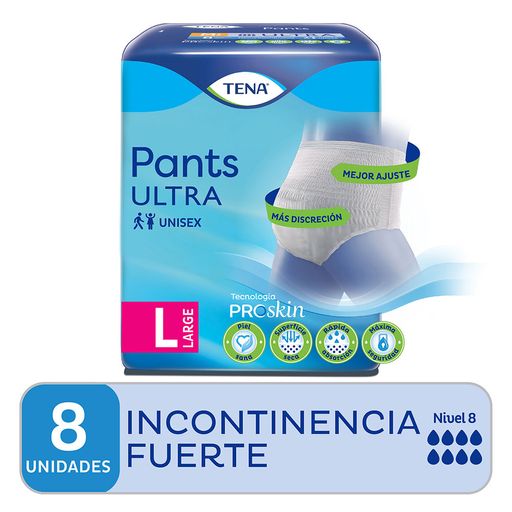 TENA
Pants
ULTRA
UNISEX
MEJOR AJUSTE
MÁS DISCRECIÓN
Tecnología
PROskin
L
LARGE
Piel
sana
Superficie
seca
Rápida
absorción
Máxima
seguridad
8
UNIDADES
INCONTINENCIA
FUERTE
Nivel 8